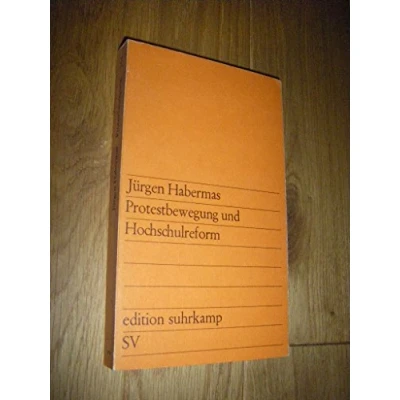 Jürgen Habermas
Protestbewegung und
Hochschulreform
edition suhrkamp
SV